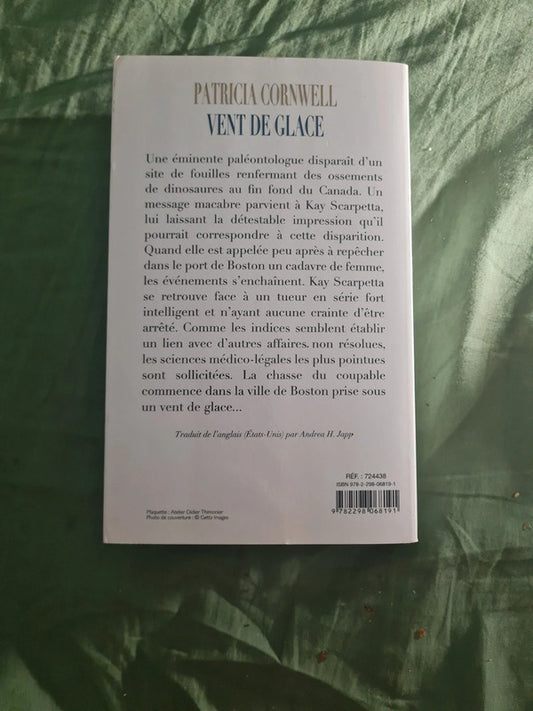 PATRICIA CORNWELL
VENT DE GLACE
Une éminente paléontologue disparaît d'un
site de fouilles renfermant des ossements
de dinosaures au fin fond du Canada. Un
message macabre parvient à Kay Scarpetta,
lui laissant la détestable impression qu'il
pourrait correspondre à cette disparition.
Quand elle est appelée peu après à repêcher
dans le port de Boston un cadavre de femme,
les événements s'enchaînent. Kay Scarpetta
se retrouve face à un tueur en série fort
intelligent et n'ayant aucune crainte d'être
arrêté. Comme les indices semblent établir
un lien avec d'autres affaires. non résolues,
les sciences médico-légales les plus pointues
sont sollicitées. La chasse du coupable
commence dans la ville de Boston prise sous
un vent de glace...
Traduit de l'anglais (États-Unis) par Andrea H. Japp
RÉF. : 724438
ISBN 978-2-298-06819-1
9 782298 068191
Maquette : Atelier Didier Thimonier
Photo de couverture : © Getty Images